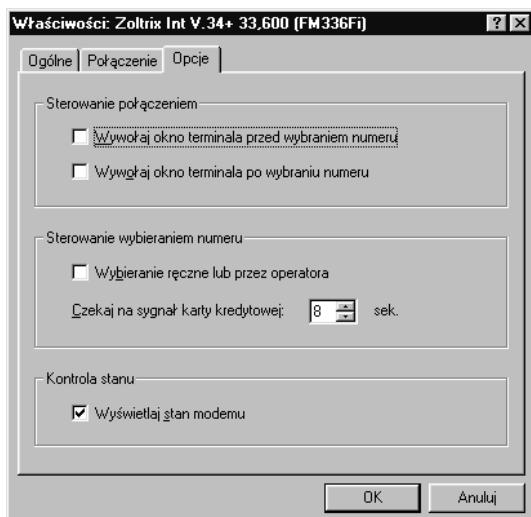 Właściwości: Zoltrix Int V.34+ 33,600 (FM336Fi)
Ogólne Połączenie Opcje
Sterowanie połączeniem
Wywołaj okno terminala przed wybraniem numeru
Wywołaj okno terminala po wybraniu numeru
Sterowanie wybieraniem numeru
Wybieranie ręczne lub przez operatora
Czekaj na sygnał karty kredytowej: 8 sek.
Kontrola stanu
Wyświetlaj stan modemu
OK Anuluj